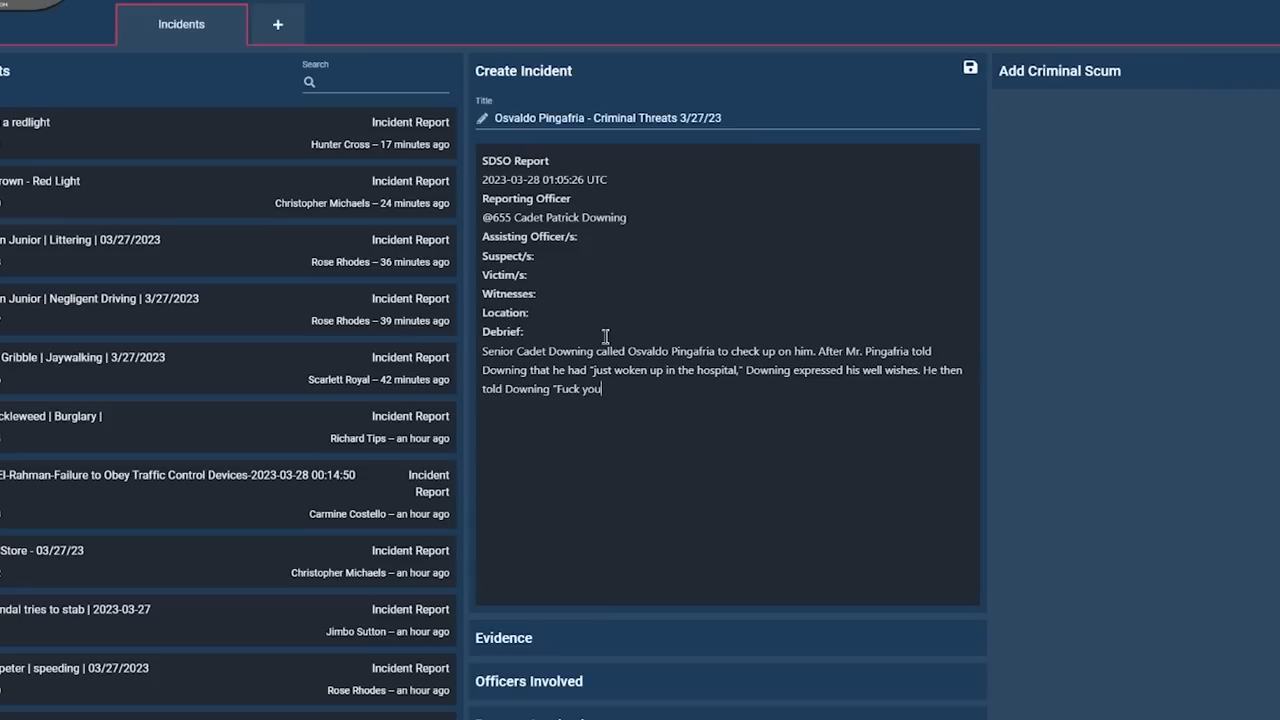 OM
Incidents
+
ts
Search
a redlight
Incident Report
Hunter Cross – 17 minutes ago
rown - Red Light
Incident Report
Christopher Michaels – 24 minutes ago
n Junior | Littering | 03/27/2023
Incident Report
Rose Rhodes – 36 minutes ago
n Junior | Negligent Driving | 3/27/2023
Incident Report
Rose Rhodes – 39 minutes ago
Gribble | Jaywalking | 3/27/2023
Incident Report
Scarlett Royal – 42 minutes ago
ckleweed | Burglary |
Incident Report
Richard Tips – an hour ago
El-Rahman-Failure to Obey Traffic Control Devices-2023-03-28 00:14:50
Incident
Report
Carmine Costello – an hour ago
Store - 03/27/23
Incident Report
Christopher Michaels – an hour ago
ndal tries to stab | 2023-03-27
Incident Report
Jimbo Sutton – an hour ago
peter | speeding | 03/27/2023
Incident Report
Rose Rhodes – an hour ago
Create Incident
Title
Osvaldo Pingafria - Criminal Threats 3/27/23
SDSO Report
2023-03-28 01:05:26 UTC
Reporting Officer
@655 Cadet Patrick Downing
Assisting Officer/s:
Suspect/s:
Victim/s:
Witnesses:
Location:
Debrief:
Senior Cadet Downing called Osvaldo Pingafria to check up on him. After Mr. Pingafria told
Downing that he had "just woken up in the hospital," Downing expressed his well wishes. He then
told Downing "Fuck you
Evidence
Officers Involved
Add Criminal Scum